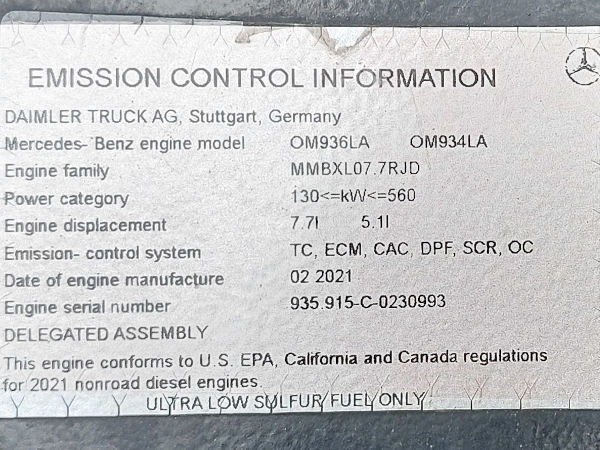 EMISSION CONTROL INFORMATION
DAIMLER TRUCK AG, Stuttgart, Germany
Mercedes- Benz engine model OM936LA OM934LA
Engine family MMBXL07.7RJD
Power category 130<=kW<=560
Engine displacement 7.7l 5.1l
Emission- control system TC, ECM, CAC, DPF, SCR, OC
Date of engine manufacture 02 2021
Engine serial number 935.915-C-0230993
DELEGATED ASSEMBLY
This engine conforms to U.S. EPA, California and Canada regulations
for 2021 nonroad diesel engines.
ULTRA LOW SULFUR FUEL ONLY